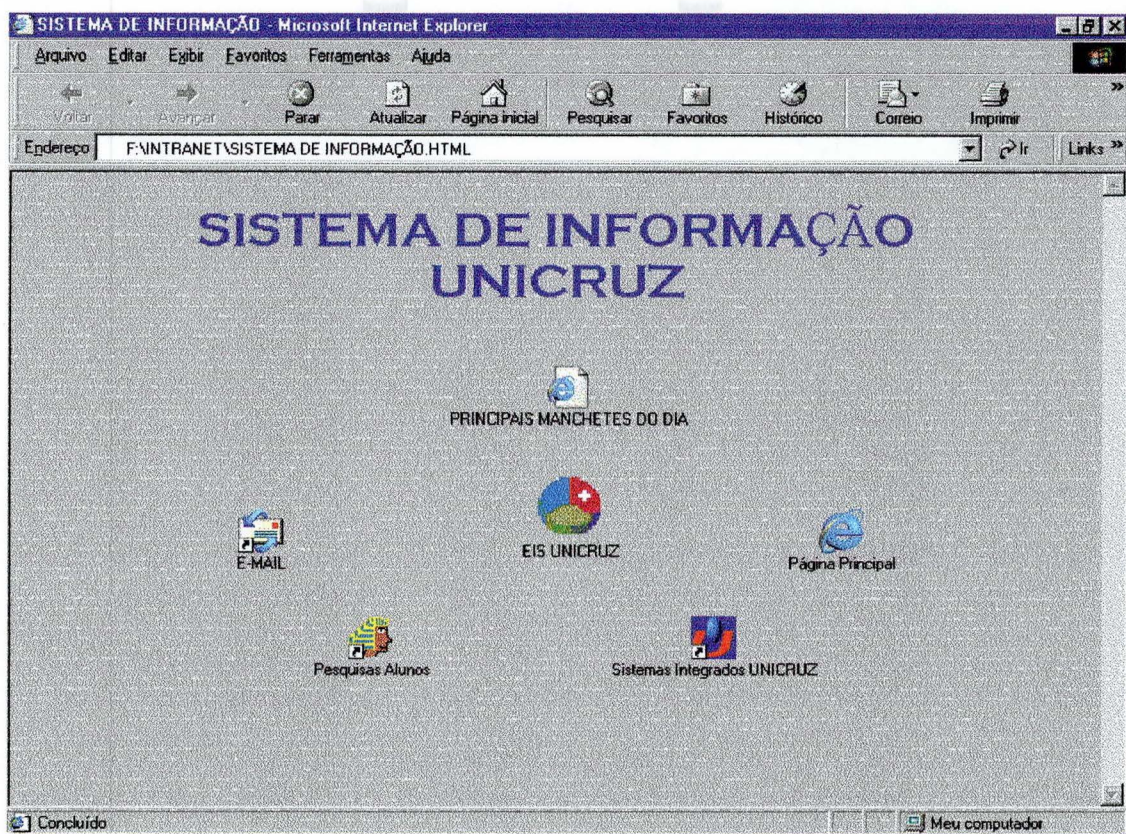 SISTEMA DE INFORMAÇÃO - Microsoft Internet Explorer
Arquivo Editar Exibir Favoritos Ferramentas Ajuda
Voltar Avançar Parar Atualizar Página inicial Pesquisar Favoritos Histórico Correio Imprimir »
Endereço F:\INTRANET\SISTEMA DE INFORMAÇÃO.HTML Ir Links »
SISTEMA DE INFORMAÇÃO
UNICRUZ
PRINCIPAIS MANCHETES DO DIA
E-MAIL EIS UNICRUZ Página Principal
Pesquisas Alunos Sistemas Integrados UNICRUZ
Concluído Meu computador